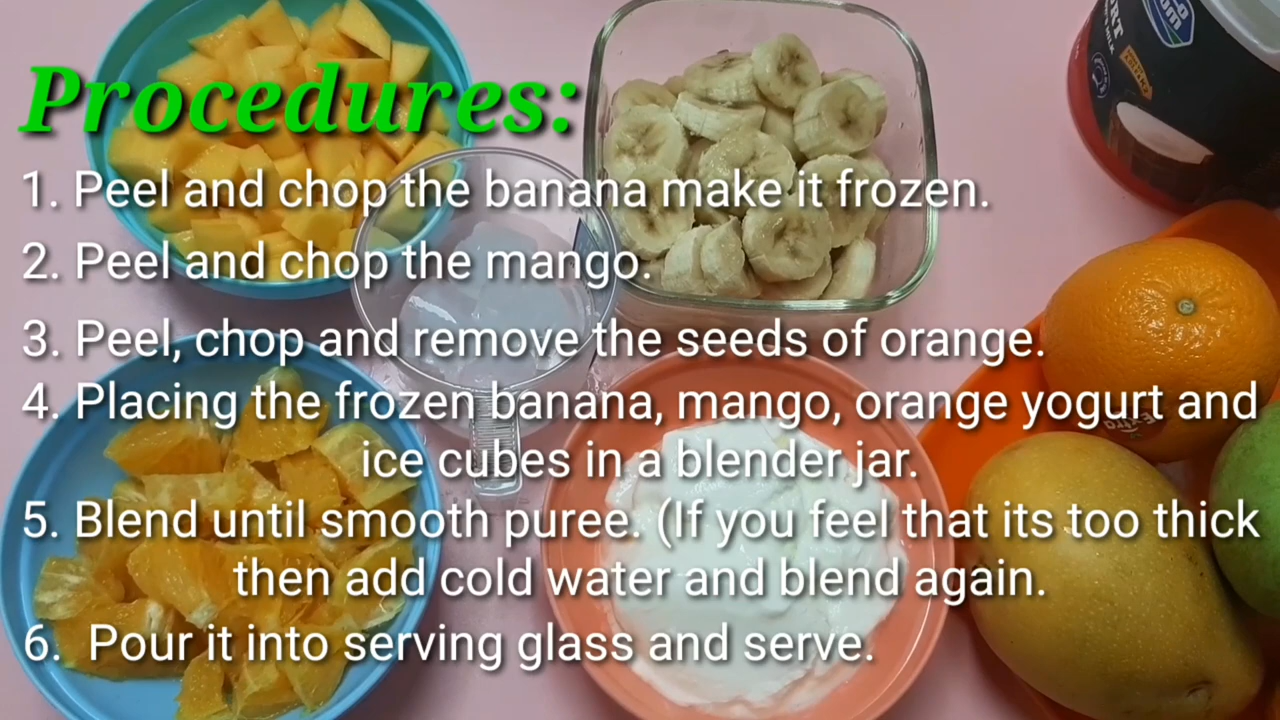 Procedures:
1. Peel and chop the banana make it frozen.
2. Peel and chop the mango.
3. Peel, chop and remove the seeds of orange.
4. Placing the frozen banana, mango, orange yogurt and
ice cubes in a blender jar.
5. Blend until smooth puree. (If you feel that its too thick
then add cold water and blend again.
6. Pour it into serving glass and serve.
Extra